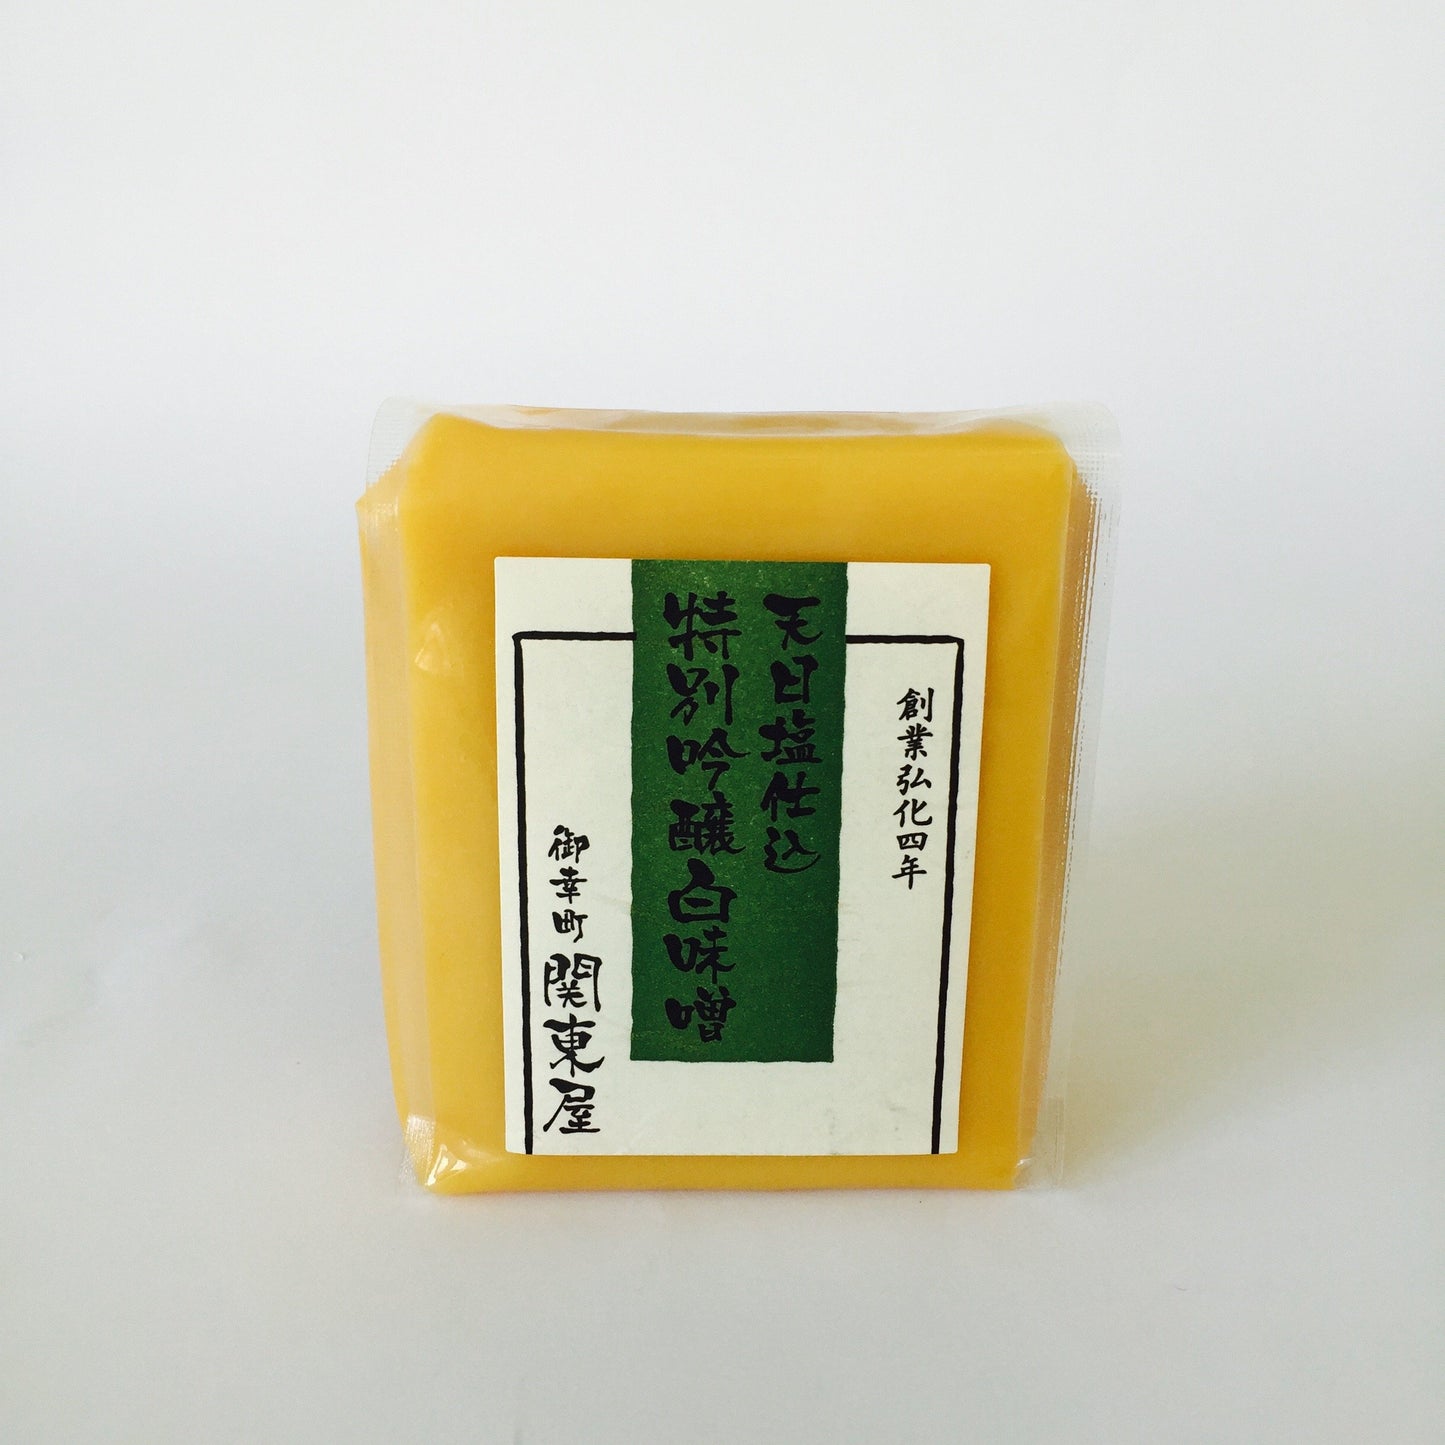 創業弘化四年
天日塩仕込
特別吟醸白味噌
御幸町 関東屋